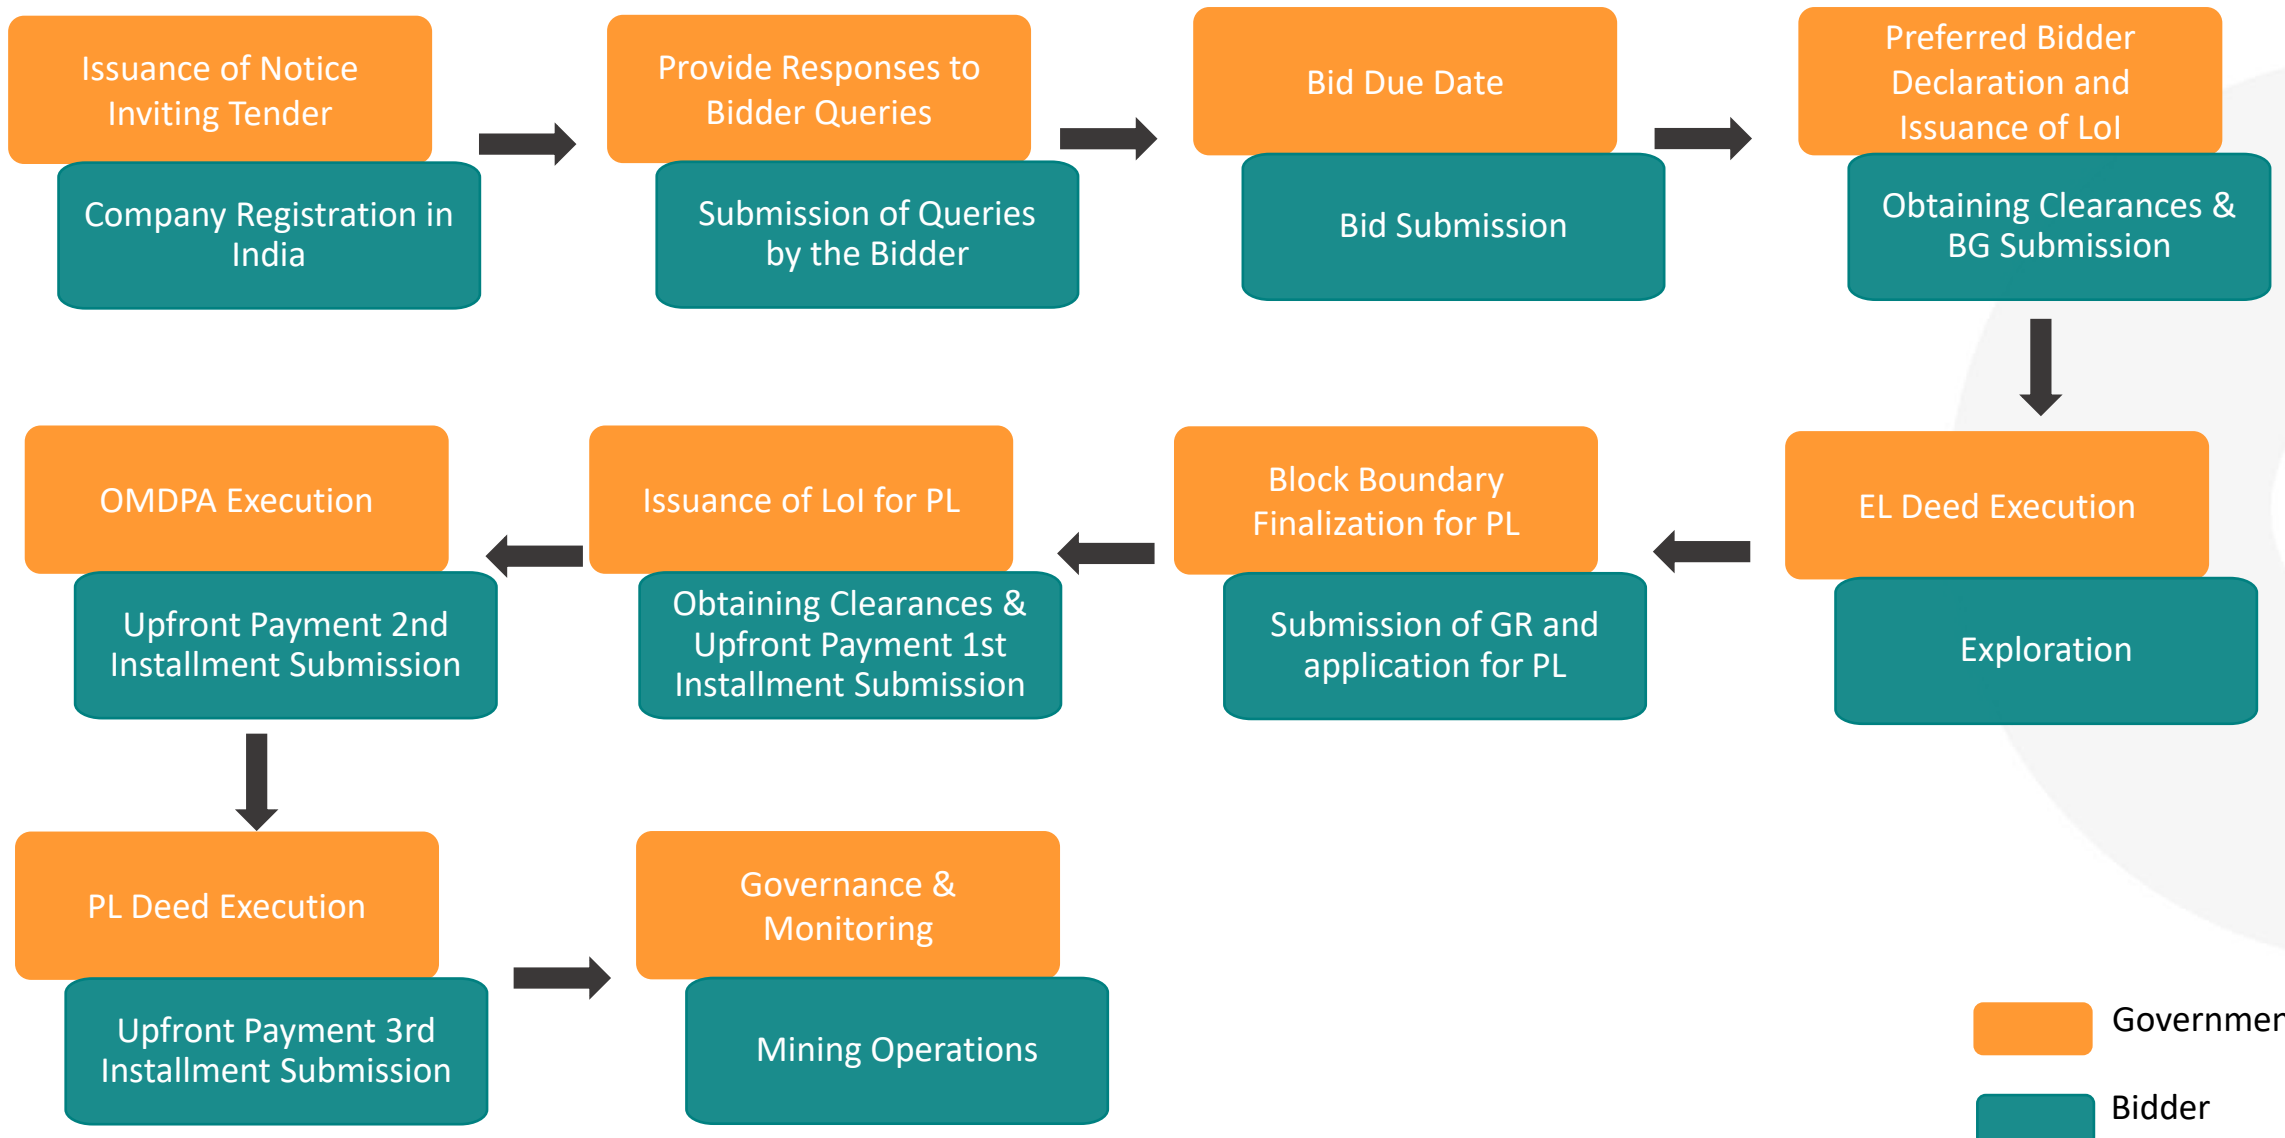 Issuance of Notice
Inviting Tender
Company Registration in
India
Provide Responses to
Bidder Queries
Submission of Queries
by the Bidder
Bid Due Date
Bid Submission
Preferred Bidder
Declaration and
Issuance of LoI
Obtaining Clearances &
BG Submission
EL Deed Execution
Exploration
Block Boundary
Finalization for PL
Submission of GR and
application for PL
Issuance of LoI for PL
Obtaining Clearances &
Upfront Payment 1st
Installment Submission
OMDPA Execution
Upfront Payment 2nd
Installment Submission
PL Deed Execution
Upfront Payment 3rd
Installment Submission
Governance &
Monitoring
Mining Operations
Governmen
Bidder